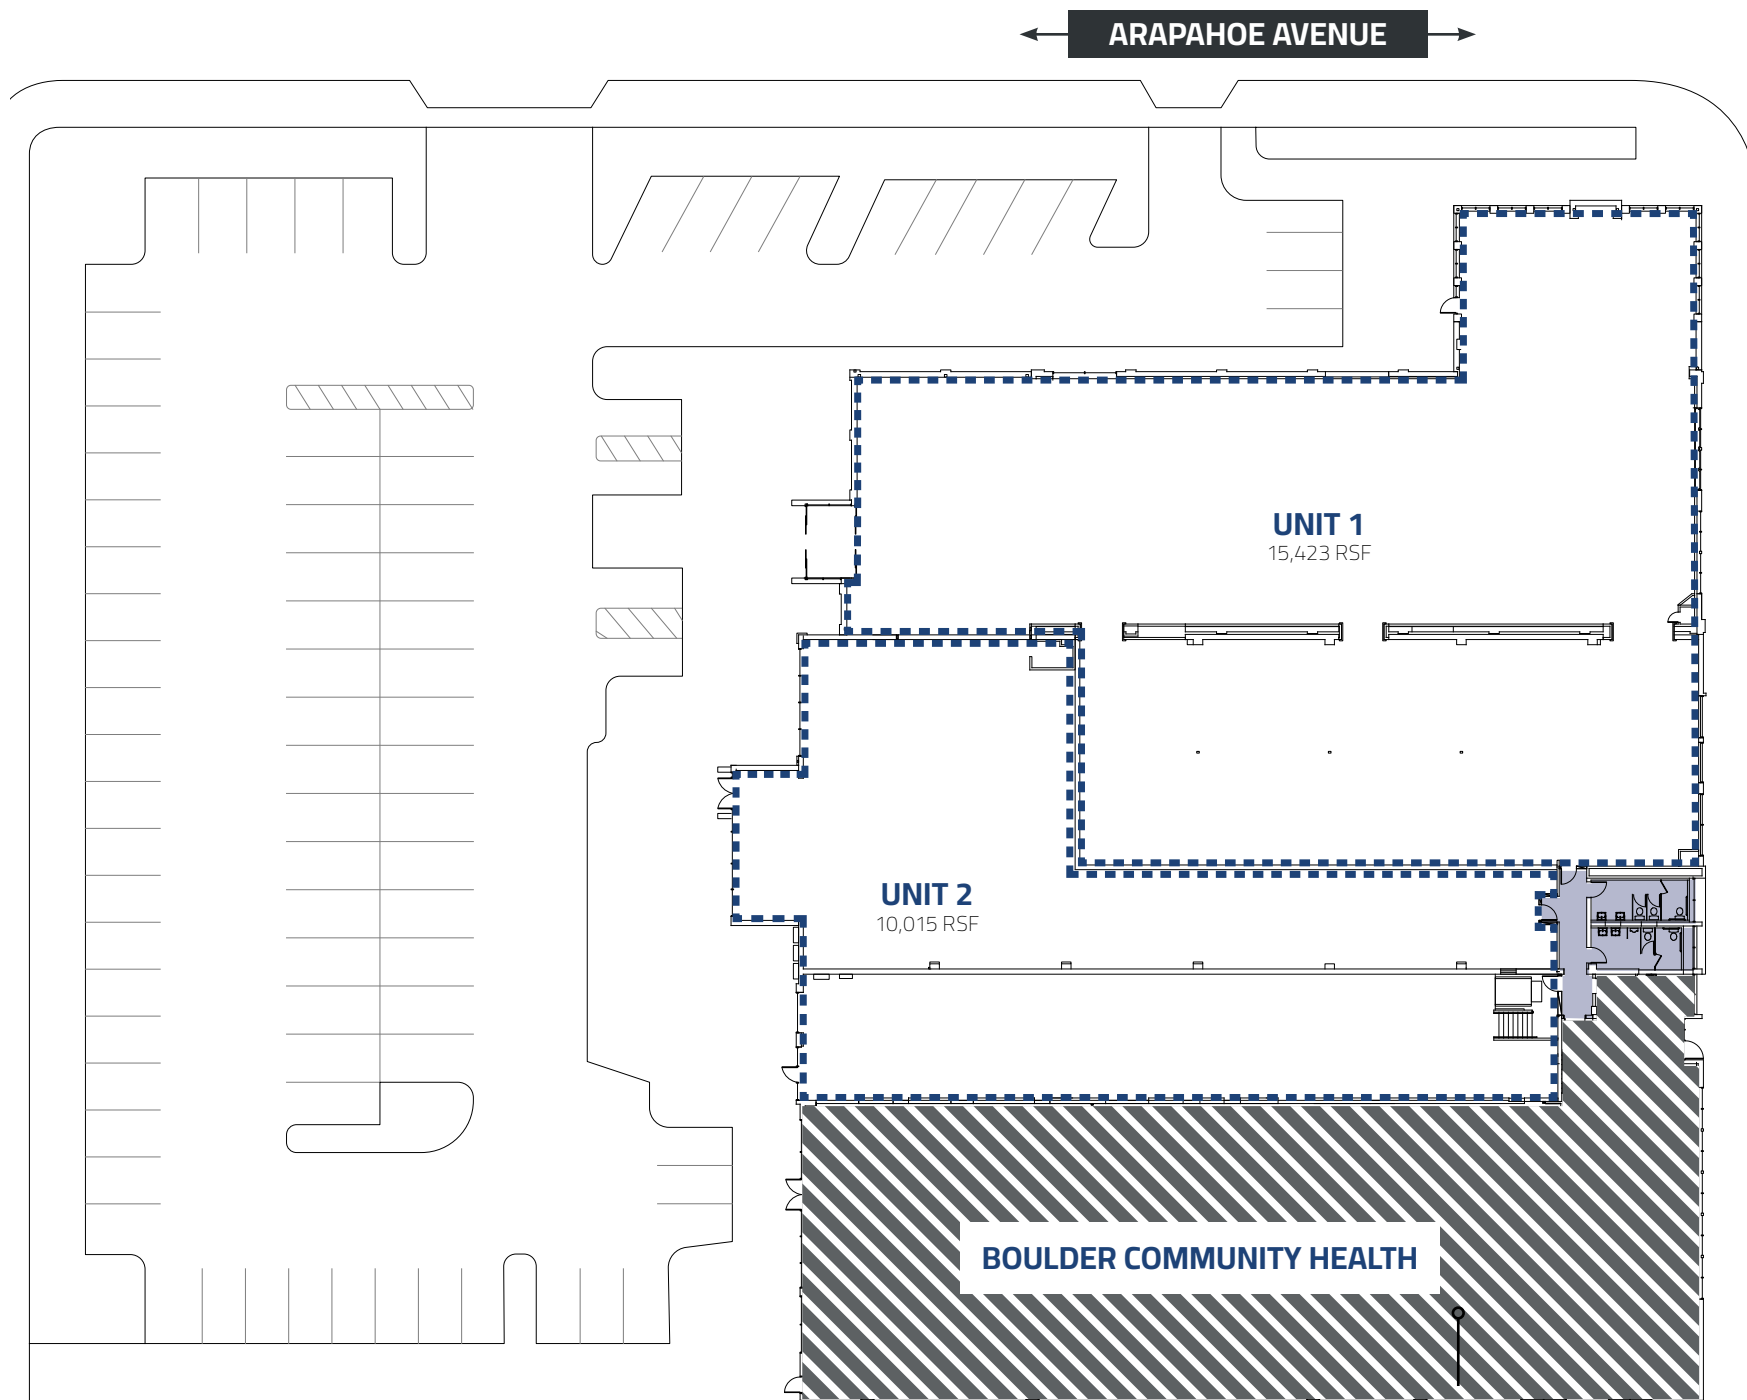 ARAPAHOE AVENUE
UNIT 1
15,423 RSF
UNIT 2
10,015 RSF
BOULDER COMMUNITY HEALTH